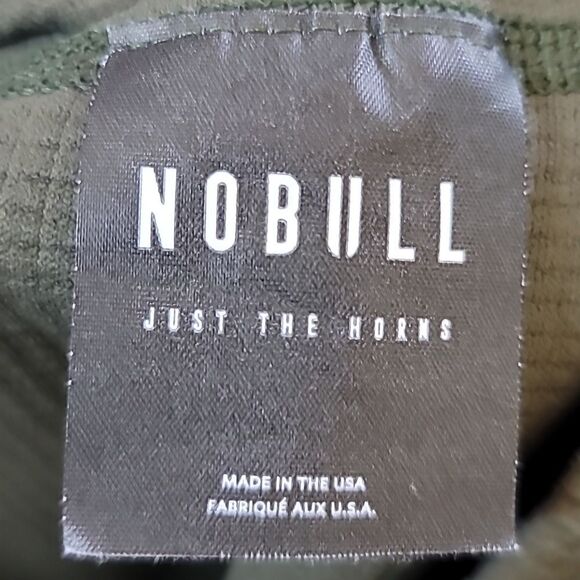 NOBULL
JUST THE HORNS
MADE IN THE USA
FABRIQUÉ AUX U.S.A.